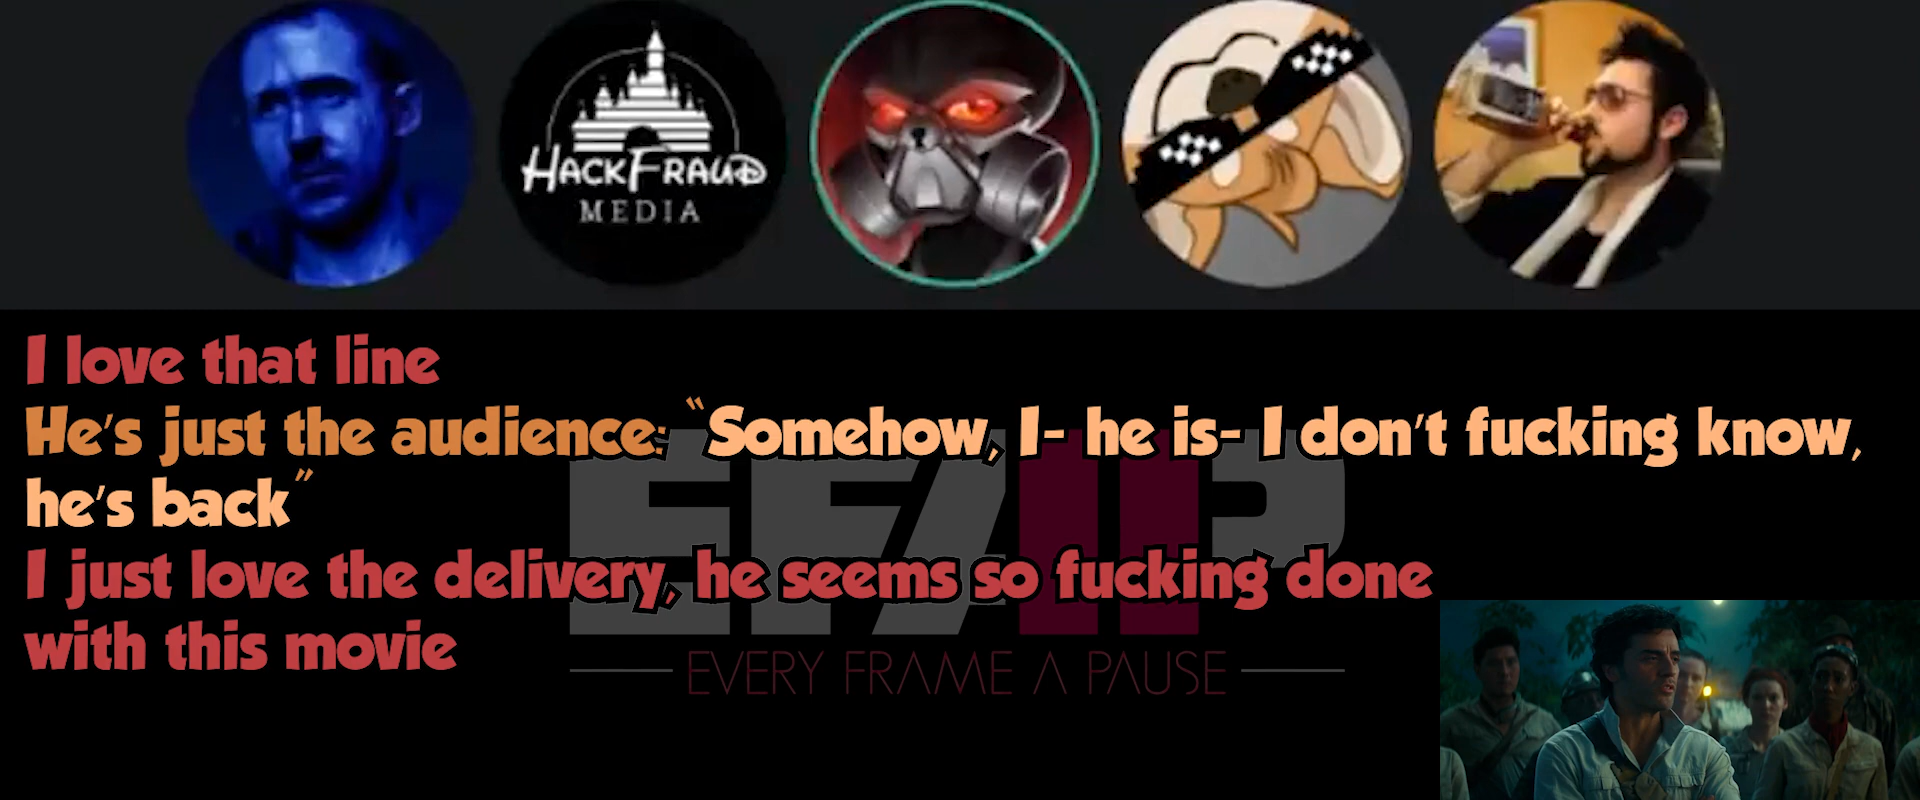 HACKFRAUD
MEDIA
I love that line
He's just the audience: "Somehow, I- he is- I don't fucking know,
he's back"
I just love the delivery, he seems so fucking done
with this movie
EFAP
EVERY FRAME A PAUSE